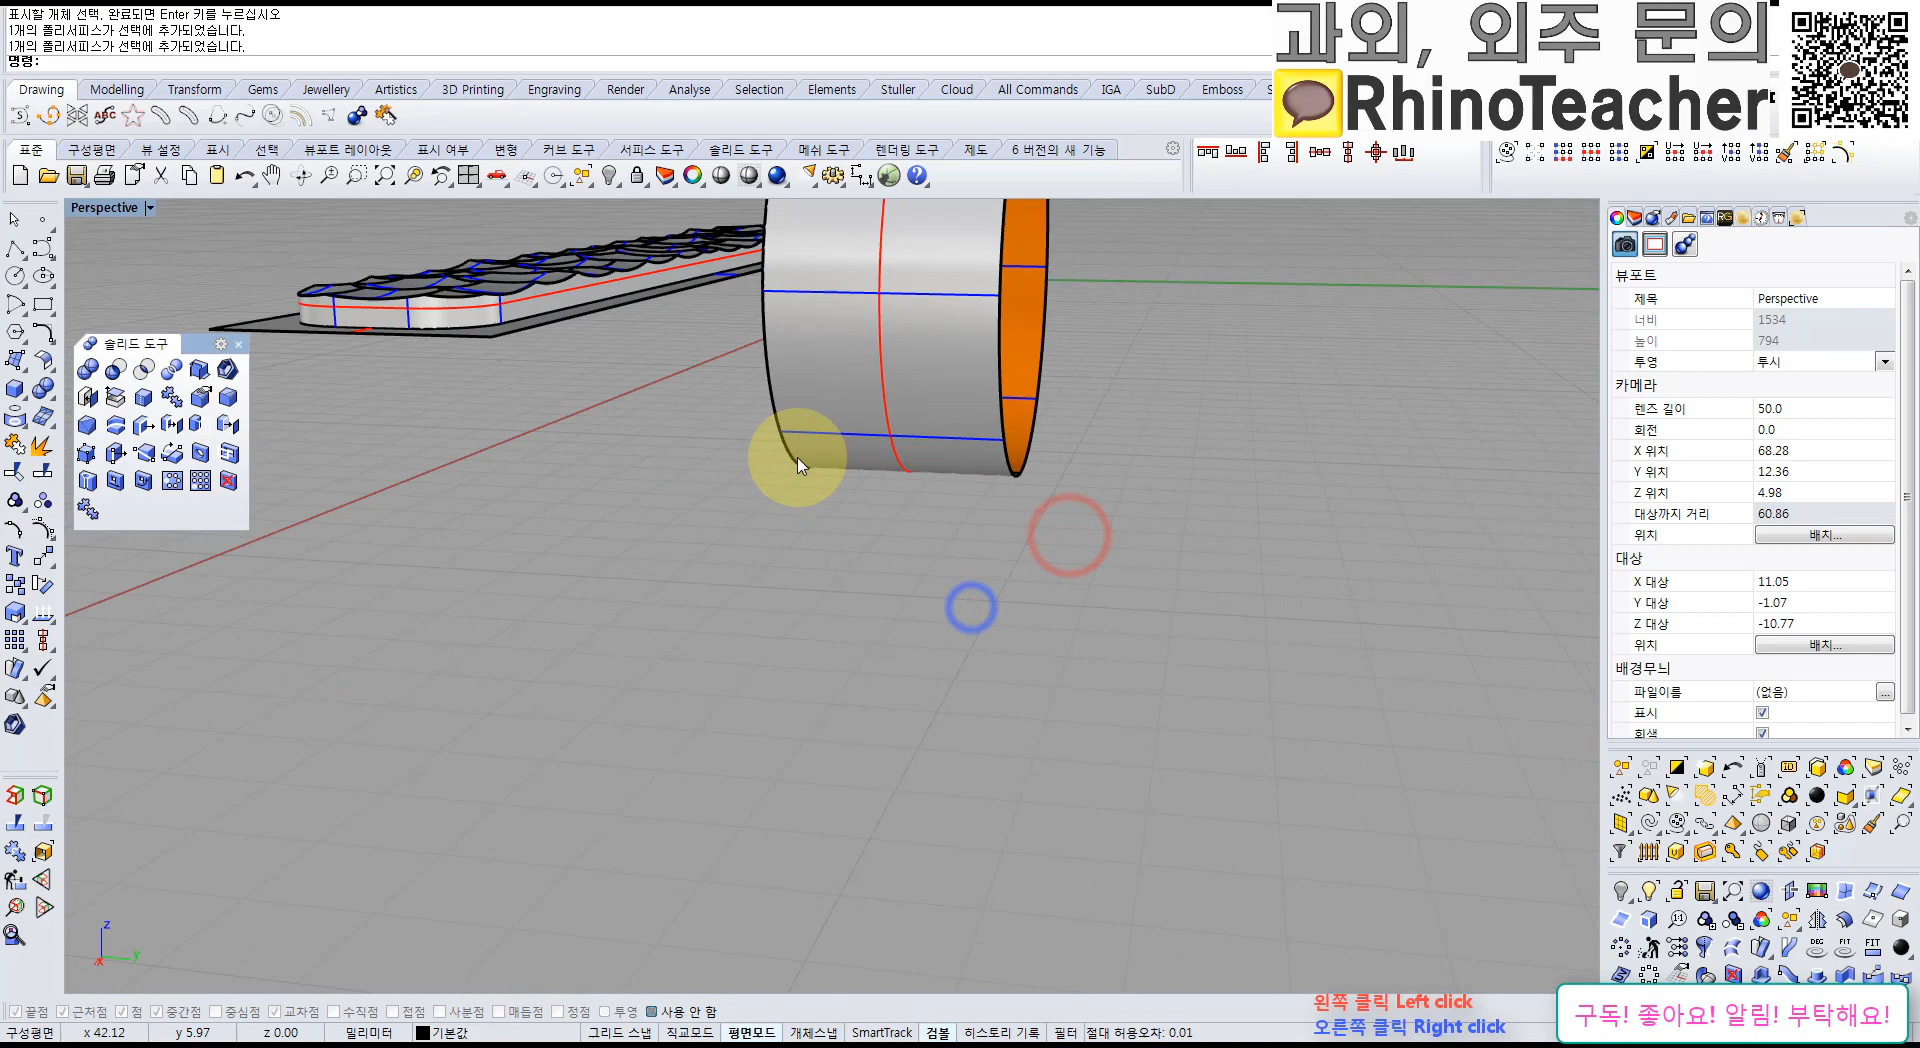 표시할 개체 선택. 완료되면 Enter 키를 누르십시오
1개의 폴리서피스가 선택에 추가되었습니다.
1개의 폴리서피스가 선택에 추가되었습니다.
명령:
과외, 외주 문의
RhinoTeacher
Drawing Modelling Transform Gems Jewellery Artistics 3D Printing Engraving Render Analyse Selection Elements Stuller Cloud All Commands IGA SubD Emboss
표준 구성평면 뷰 설정 표시 선택 뷰포트 레이아웃 표시 여부 변형 커브 도구 서피스 도구 솔리드 도구 메쉬 도구 렌더링 도구 제도 6 버전의 새 기능
Perspective
솔리드 도구
뷰포트
제목 Perspective
너비 1534
높이 794
투영 투시
카메라
렌즈 길이 50.0
회전 0.0
X 위치 68.28
Y 위치 12.36
Z 위치 4.98
대상까지 거리 60.86
위치 배치...
대상
X 대상 11.05
Y 대상 -1.07
Z 대상 -10.77
위치 배치...
배경무늬
파일이름 (없음) ...
표시
회색
z
y
x
끝점 근처점 점 중간점 중심점 교차점 수직점 접점 사분점 매듭점 정점 투영 사용 안 함
왼쪽 클릭 Left click
오른쪽 클릭 Right click
구독! 좋아요! 알림! 부탁해요!
구성평면 x 42.12 y 5.97 z 0.00 밀리미터 기본값 그리드 스냅 직교모드 평면모드 개체스냅 SmartTrack 검볼 히스토리 기록 필터 절대 허용오차: 0.01